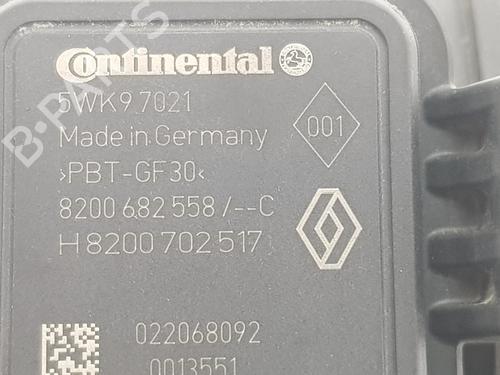 Continental
5WK9 7021
001
Made in Germany
>PBT-GF30<
8200 682 558 /--C
H 8200 702 517
022068092
0013551
B-PARTS